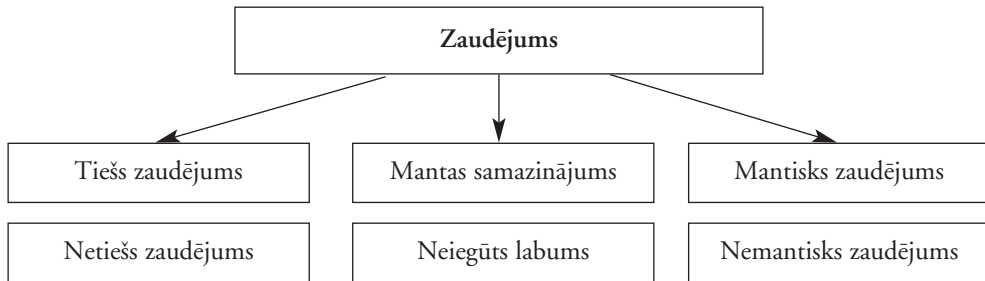 Zaudējums
Tiešs zaudējums
Mantas samazinājums
Mantisks zaudējums
Netiešs zaudējums
Neiegūts labums
Nemantisks zaudējums